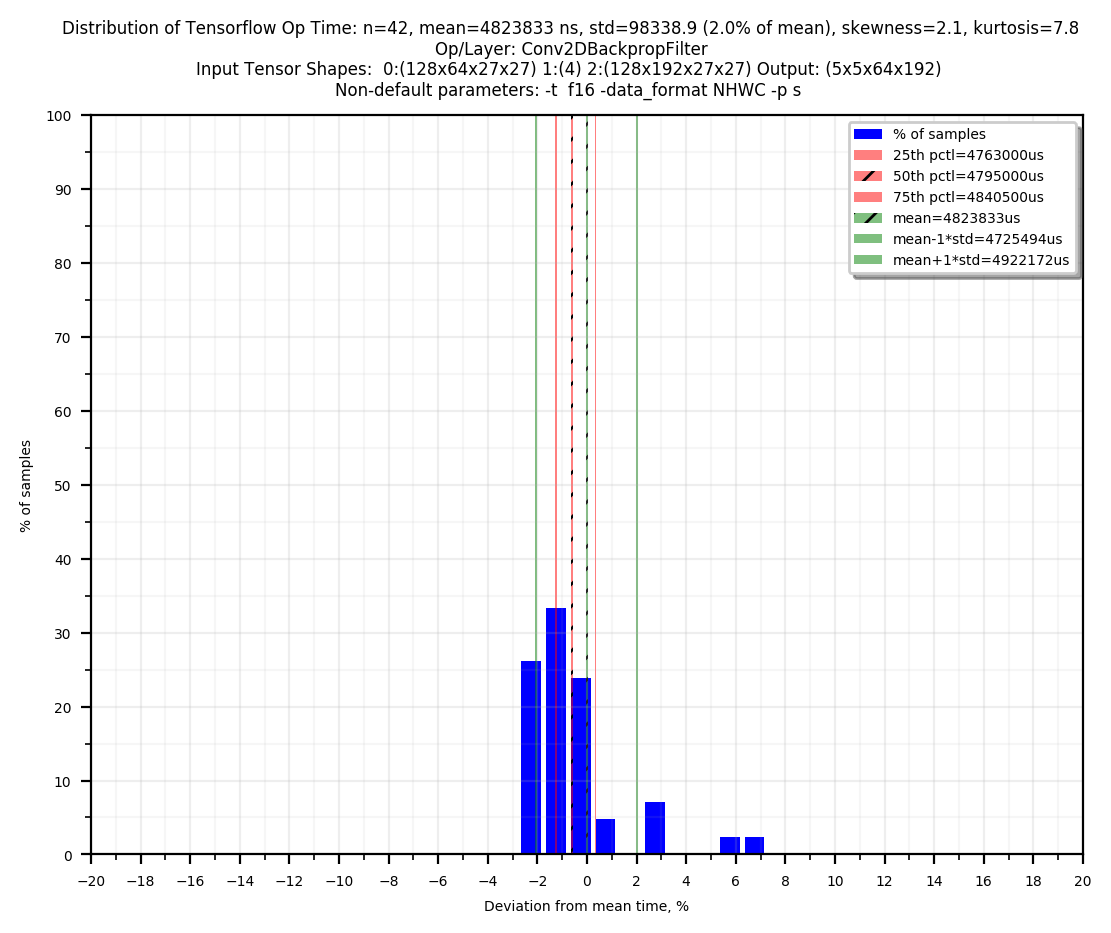 Distribution of Tensorflow Op Time: n=42, mean=4823833 ns, std=98338.9 (2.0% of mean), skewness=2.1, kurtosis=7.8
Op/Layer: Conv2DBackpropFilter
Input Tensor Shapes:  0:(128x64x27x27) 1:(4) 2:(128x192x27x27) Output: (5x5x64x192)
Non-default parameters: -t  f16 -data_format NHWC -p s
% of samples
25th pctl=4763000us
50th pctl=4795000us
75th pctl=4840500us
mean=4823833us
mean-1*std=4725494us
mean+1*std=4922172us
100
90
80
70
60
50
40
30
20
10
0
% of samples
−20 −18 −16 −14 −12 −10 −8 −6 −4 −2 0 2 4 6 8 10 12 14 16 18 20
Deviation from mean time, %